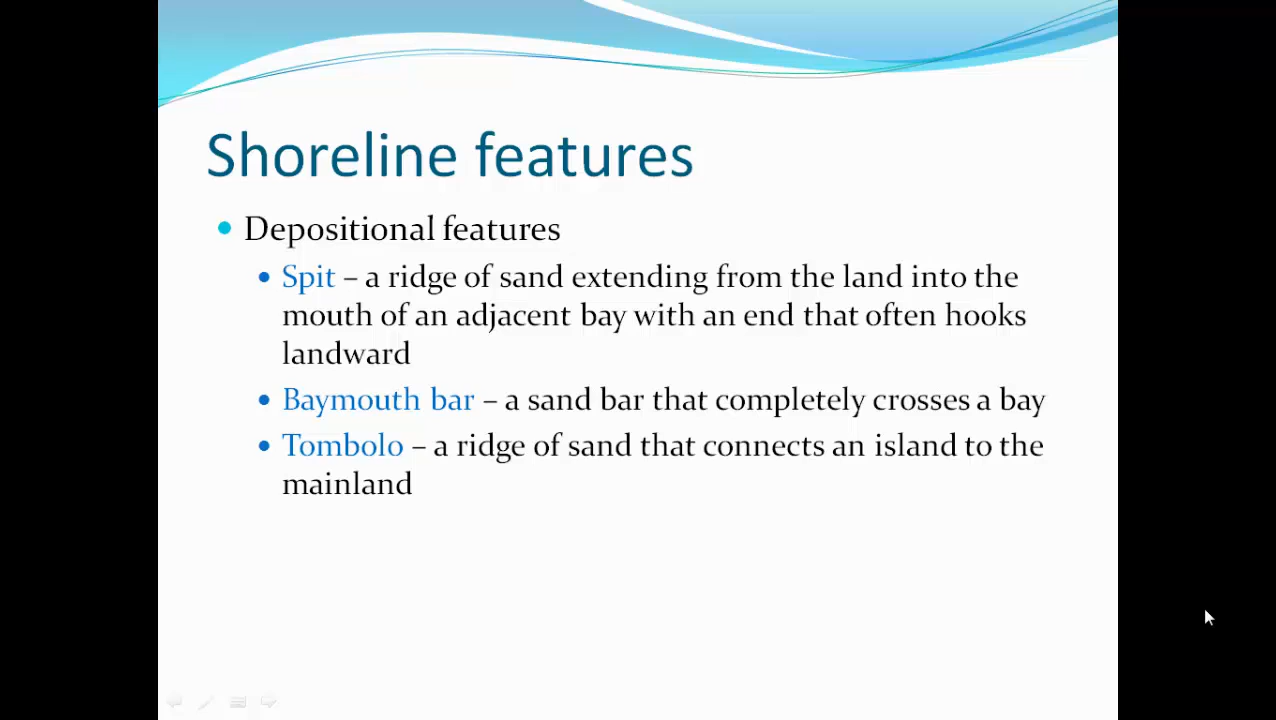 Shoreline features
Depositional features
Spit – a ridge of sand extending from the land into the
mouth of an adjacent bay with an end that often hooks
landward
Baymouth bar – a sand bar that completely crosses a bay
Tombolo – a ridge of sand that connects an island to the
mainland